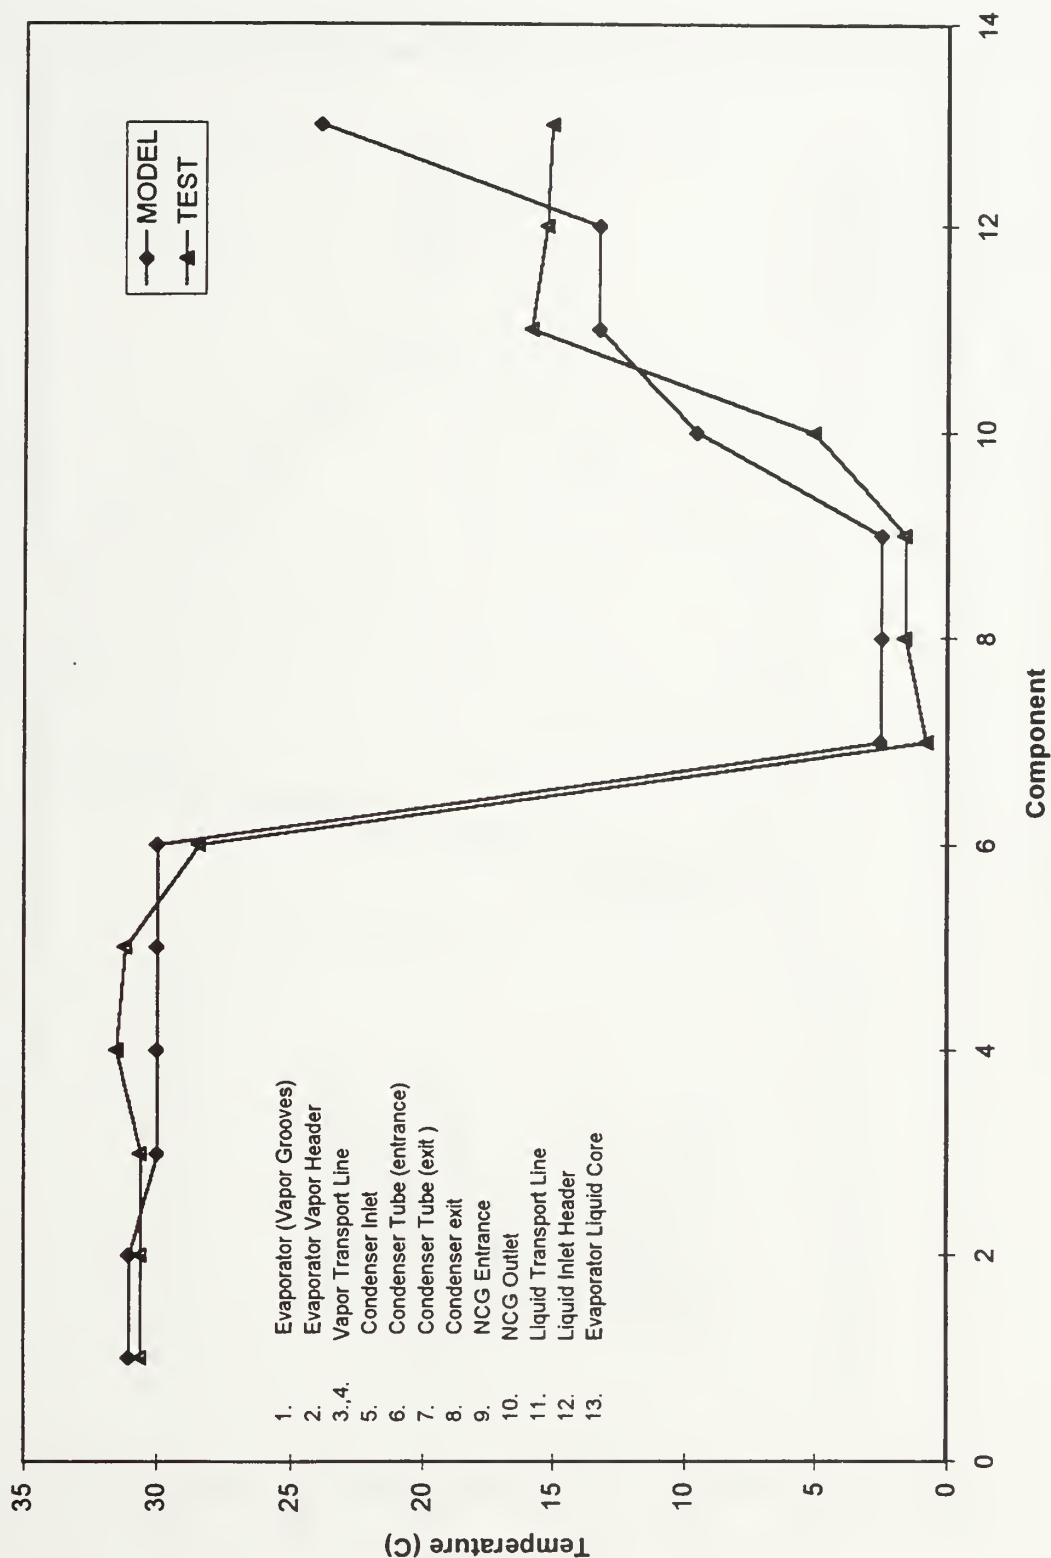 35
30
25
20
15
10
5
0
Temperature (C)
0
2
4
6
8
10
12
14
Component
MODEL
TEST
1. Evaporator (Vapor Grooves)
2. Evaporator Vapor Header
3.,4. Vapor Transport Line
5. Condenser Inlet
6. Condenser Tube (entrance)
7. Condenser Tube (exit )
8. Condenser exit
9. NCG Entrance
10. NCG Outlet
11. Liquid Transport Line
12. Liquid Inlet Header
13. Evaporator Liquid Core